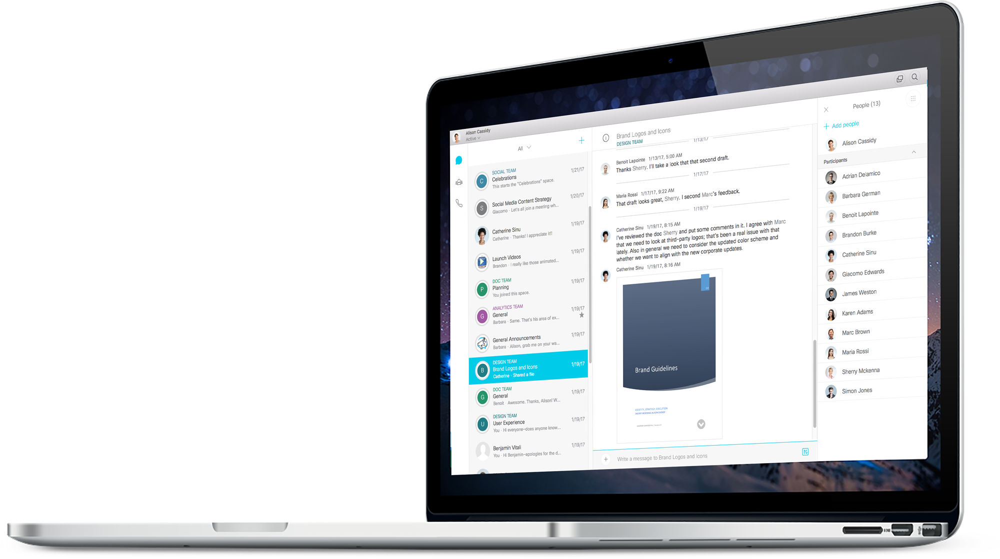 Alison Cassidy
Active
All
SOCIAL TEAM
Celebrations
1/21/17
This starts the "Celebrations" space.
Social Media Content Strategy
1/20/17
Giacomo · Let's all join a meeting wh...
Catherine Sinu
1/19/17
Catherine · Thanks! I appreciate it!!
Launch Videos
1/19/17
Brandon · I really like those animated...
DOC TEAM
Planning
1/19/17
You joined this space.
ANALYTICS TEAM
General
1/19/17
Barbara · Same. That's his area of ex...
General Announcements
1/19/17
Barbara · Alison, grab me on your wa...
DESIGN TEAM
Brand Logos and Icons
1/19/17
Catherine · Shared a file
DOC TEAM
General
1/19/17
Benoit · Awesome. Thanks, Alison! W...
DESIGN TEAM
User Experience
1/19/17
You · Hi everyone–does anyone know...
Benjamin Vitali
1/19/17
You · Hi Benjamin–apologies for the d...
C
S
P
G
B
G
U
Brand Logos and Icons
DESIGN TEAM
1/13/17
Benoit Lapointe 1/13/17, 5:00 AM
Thanks Sherry. I'll take a look that that second draft.
1/17/17
Maria Rossi 1/17/17, 9:22 AM
That draft looks great, Sherry. I second Marc's feedback.
1/19/17
Catherine Sinu 1/19/17, 8:15 AM
I've reviewed the doc Sherry and put some comments in it. I agree with Marc
that we need to look at third-party logos; that's been a real issue with that
lately. Also in general we need to consider the updated color scheme and
whether we want to align with the new corporate updates.
Catherine Sinu 1/19/17, 8:16 AM
Brand Guidelines
IDENTITY, STRATEGY, EXECUTION
SHERRY MCKENNA, ALISON CASSIDY
Write a message to Brand Logos and Icons
People (13)
Add people
Alison Cassidy
Participants
Adrian Delamico
Barbara German
Benoit Lapointe
Brandon Burke
Catherine Sinu
Giacomo Edwards
James Weston
Karen Adams
Marc Brown
Maria Rossi
Sherry Mckenna
Simon Jones